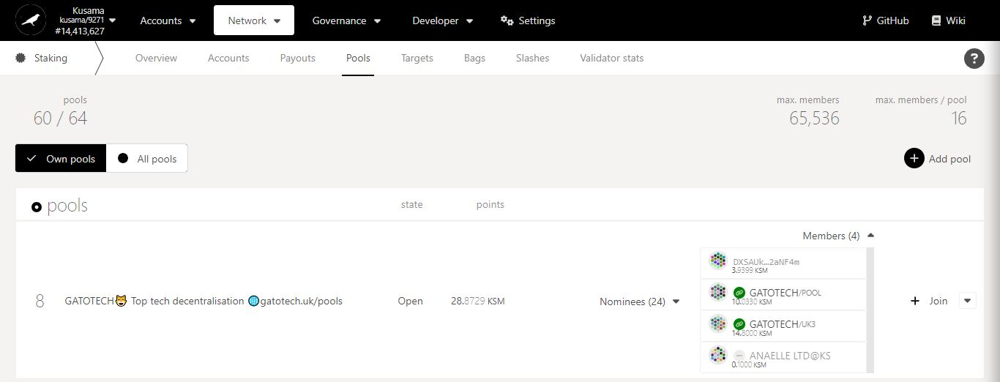 Kusama
kusama/9271
#14,413,627
Accounts
Network
Governance
Developer
Settings
GitHub
Wiki
Staking
Overview
Accounts
Payouts
Pools
Targets
Bags
Slashes
Validator stats
?
pools
60 / 64
max. members
65,536
max. members / pool
16
Own pools
All pools
Add pool
pools
state
points
8
GATOTECH😸 Top tech decentralisation 🌐gatotech.uk/pools
Open
28.8729 KSM
Nominees (24)
Members (4)
DXSAUk…2aNF4m
3.9399 KSM
GATOTECH/POOL
10.0330 KSM
GATOTECH/UK3
14.8000 KSM
ANAELLE LTD@KS
0.1000 KSM
Join